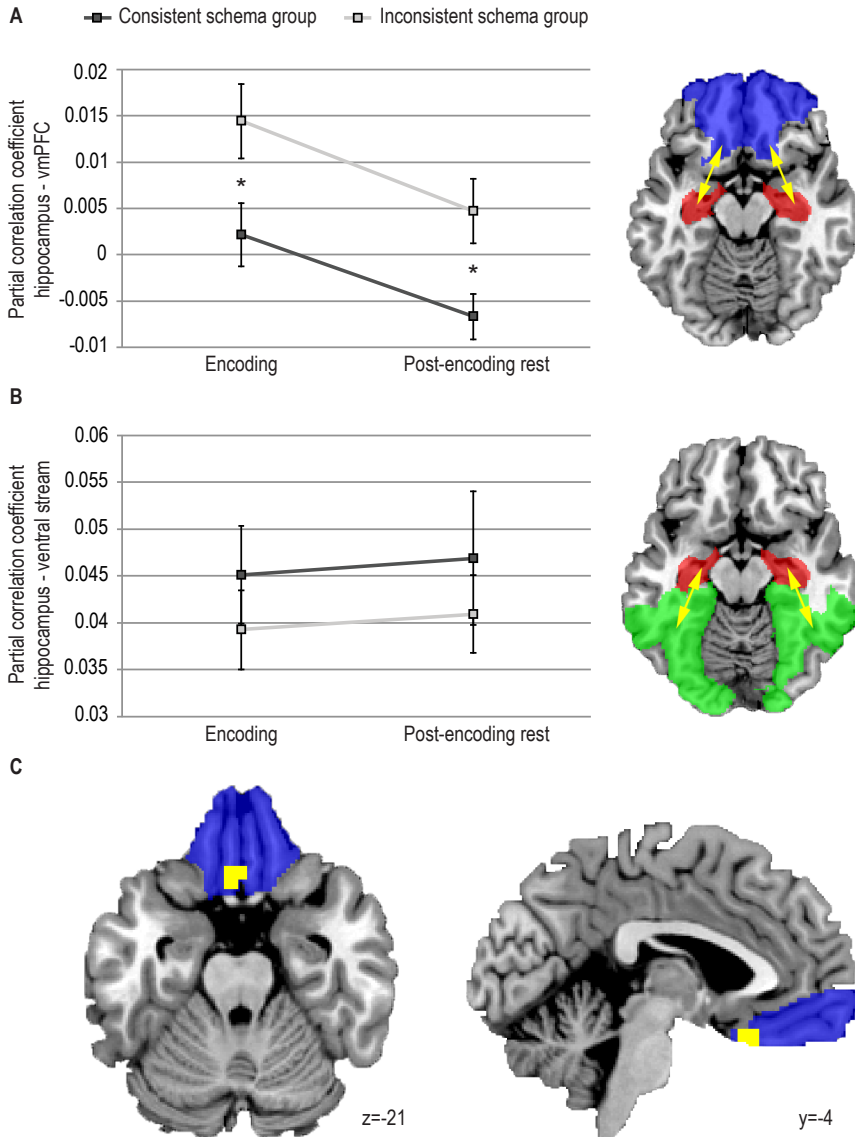 A
Consistent schema group
Inconsistent schema group
Partial correlation coefficient
hippocampus - vmPFC
0.02
0.015
0.01
0.005
0
-0.005
-0.01
*
*
Encoding
Post-encoding rest
B
Partial correlation coefficient
hippocampus - ventral stream
0.06
0.055
0.05
0.045
0.04
0.035
0.03
Encoding
Post-encoding rest
C
z=-21
y=-4